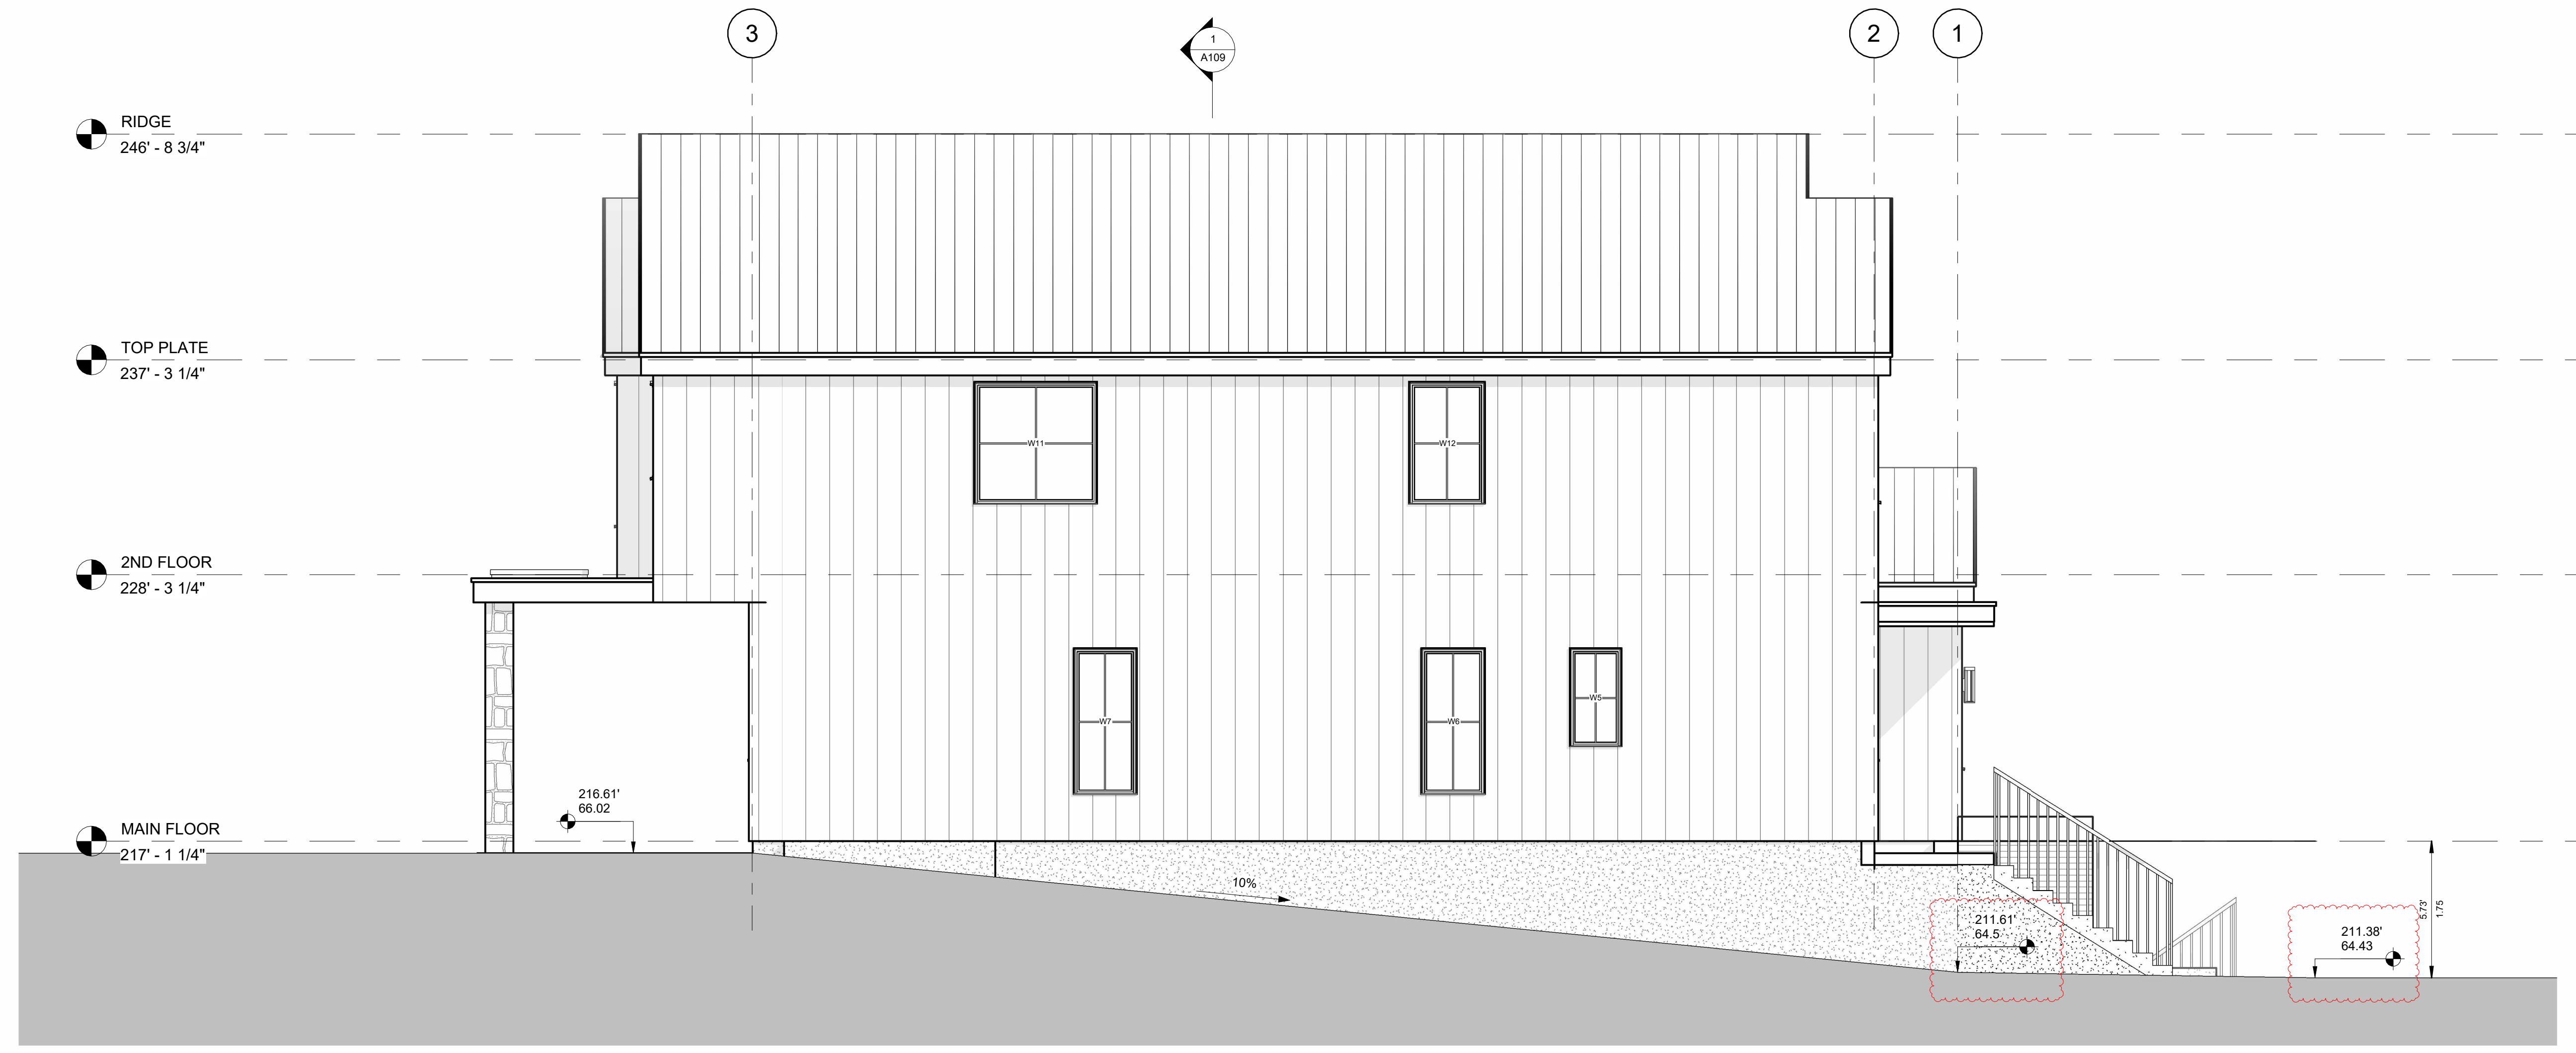 3
2
1
1
A109
RIDGE
246' - 8 3/4"
TOP PLATE
237' - 3 1/4"
W11
W12
2ND FLOOR
228' - 3 1/4"
W7
W6
W5
216.61'
66.02
MAIN FLOOR
217' - 1 1/4"
10%
211.61'
64.5
211.38'
64.43
5.73'
1.75